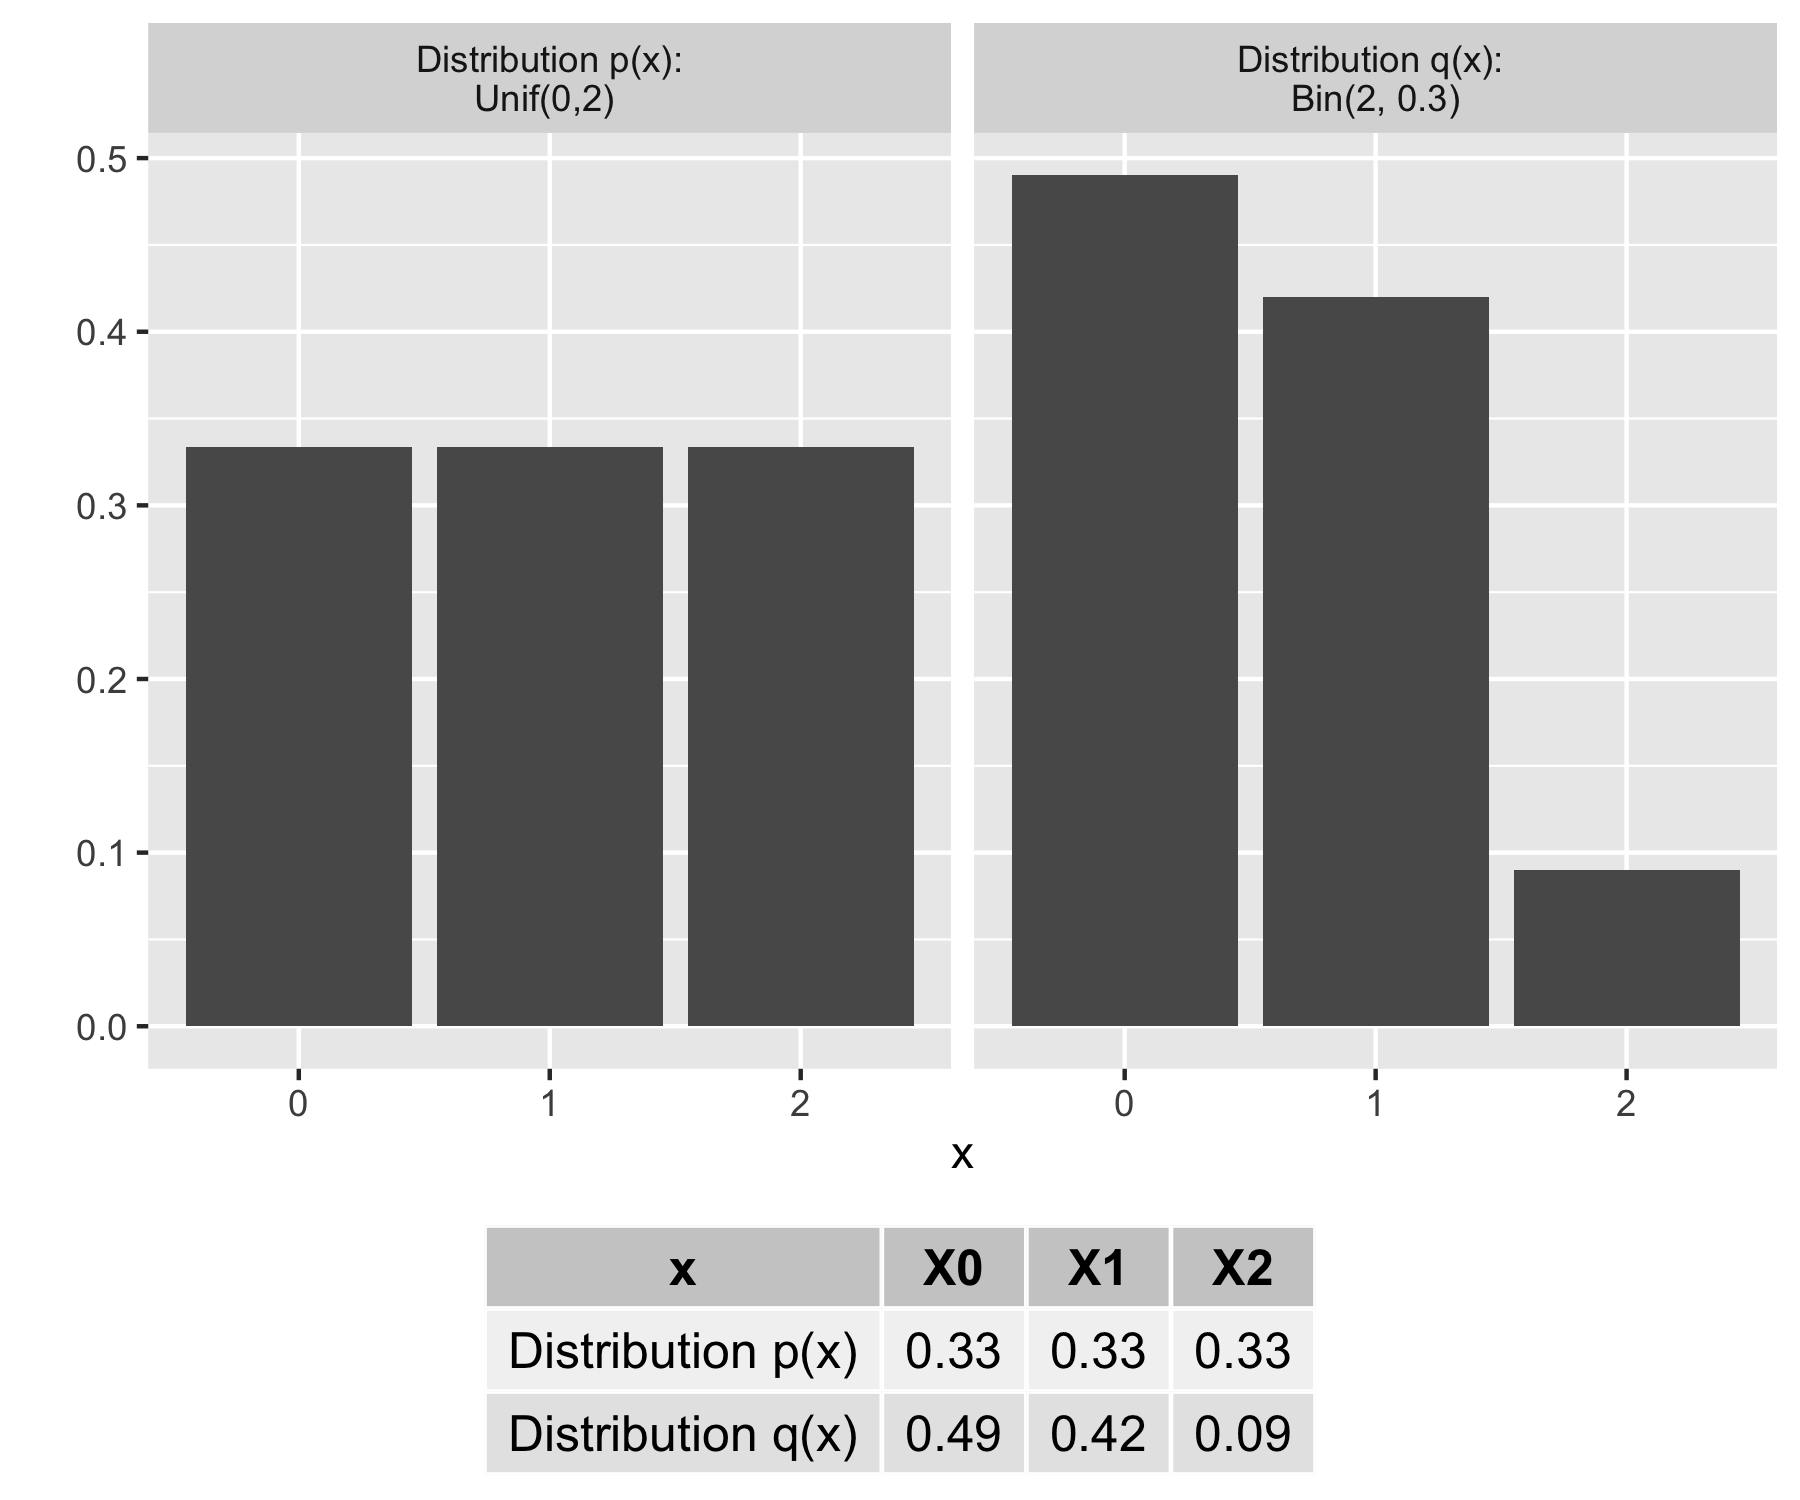 Distribution p(x):
Unif(0,2)
Distribution q(x):
Bin(2, 0.3)
0.5
0.4
0.3
0.2
0.1
0.0
0 1 2 0 1 2
x
x X0 X1 X2
Distribution p(x) 0.33 0.33 0.33
Distribution q(x) 0.49 0.42 0.09